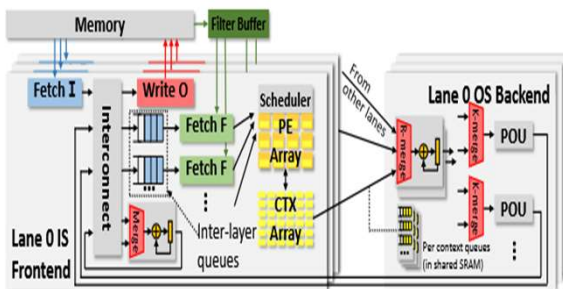 Memory
Filter Buffer
Fetch I
Write O
Interconnect
Fetch F
Fetch F
...
...
Merge
Inter-layer
queues
Scheduler
PE
Array
CTX
Array
Lane 0 IS
Frontend
From
other lanes
Lane 0 OS Backend
R-merge
K-merge
POU
K-merge
POU
...
Per context queues
(in shared SRAM)